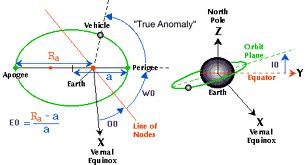 Vehicle
"True Anomaly"
Ra
Apogee
Perigee
Earth
a
W0
E0 = Ra - a
a
O0
Line of
Nodes
X
Vernal
Equinox
North
Pole
Z
Orbit
Plane
I0
Equator
Y
Earth
X
Vernal Equinox